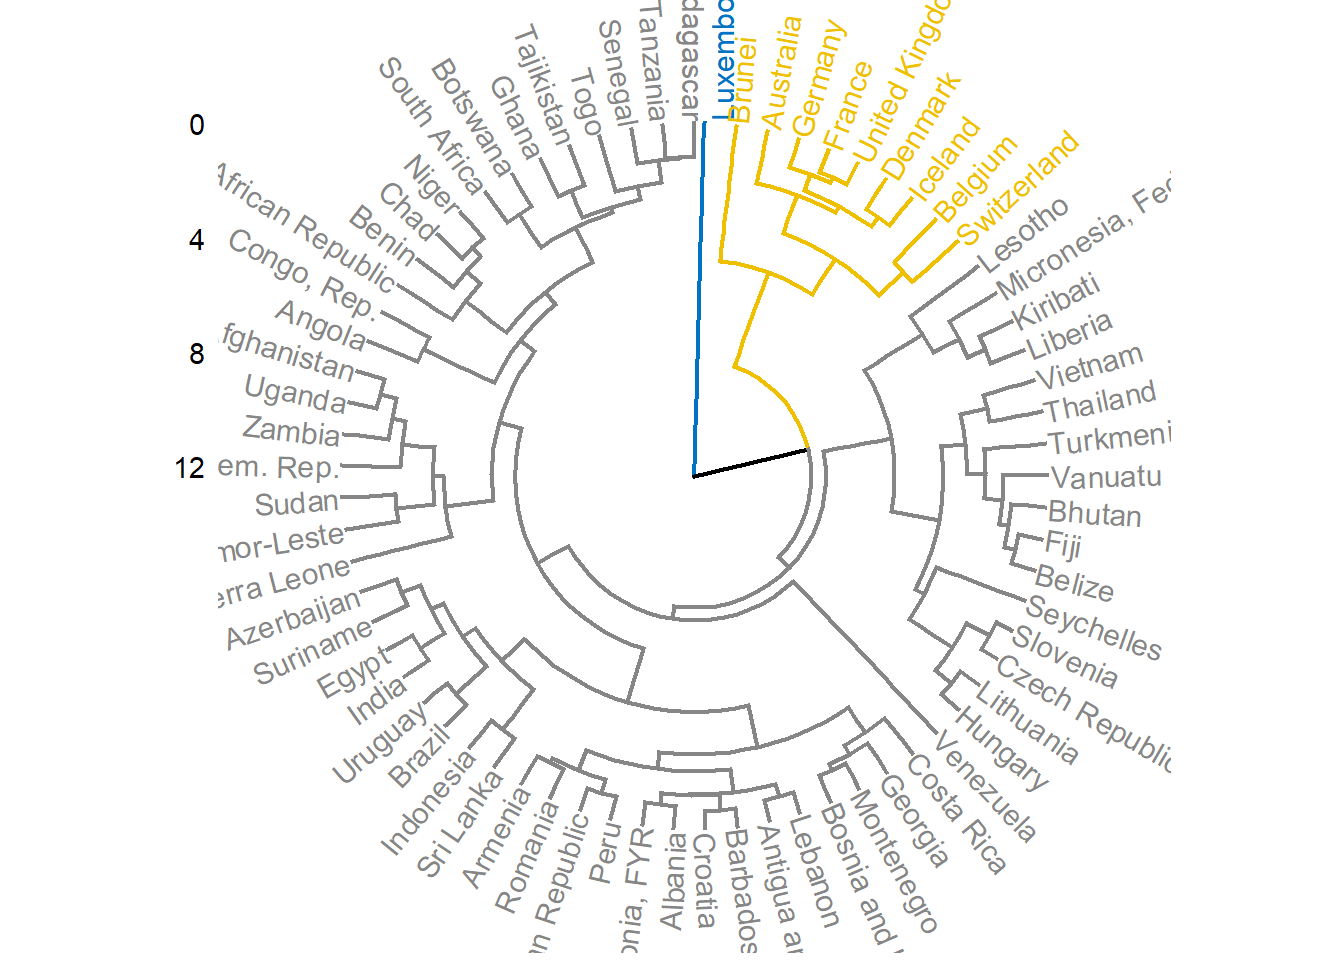 0
4
8
12
Luxembo
Brunei
Australia
Germany
France
United Kingdo
Denmark
Iceland
Belgium
Switzerland
Lesotho
Micronesia, Fed
Kiribati
Liberia
Vietnam
Thailand
Turkmeni
Vanuatu
Bhutan
Fiji
Belize
Seychelles
Slovenia
Czech Republic
Lithuania
Hungary
Venezuela
Costa Rica
Georgia
Montenegro
Bosnia and
Lebanon
Antigua ar
Barbados
Croatia
Albania
onia, FYR
Peru
an Republic
Romania
Armenia
Sri Lanka
Indonesia
Brazil
Uruguay
India
Egypt
Suriname
Azerbaijan
erra Leone
mor-Leste
Sudan
em. Rep.
Zambia
Uganda
fghanistan
Angola
Congo, Rep.
African Republic
Benin
Chad
Niger
South Africa
Botswana
Ghana
Tajikistan
Togo
Senegal
Tanzania
dagascar